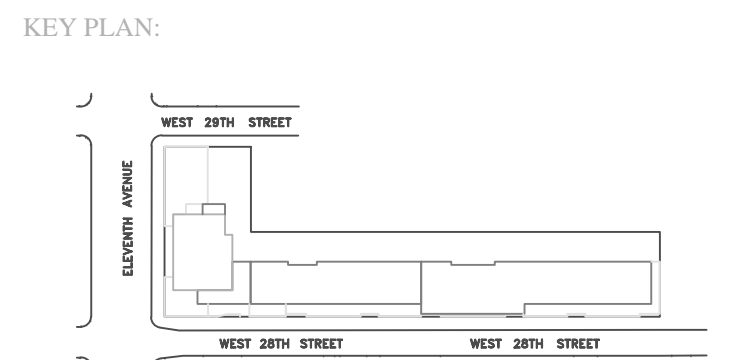 KEY PLAN:
WEST 29TH STREET
ELEVENTH AVENUE
WEST 28TH STREET
WEST 28TH STREET